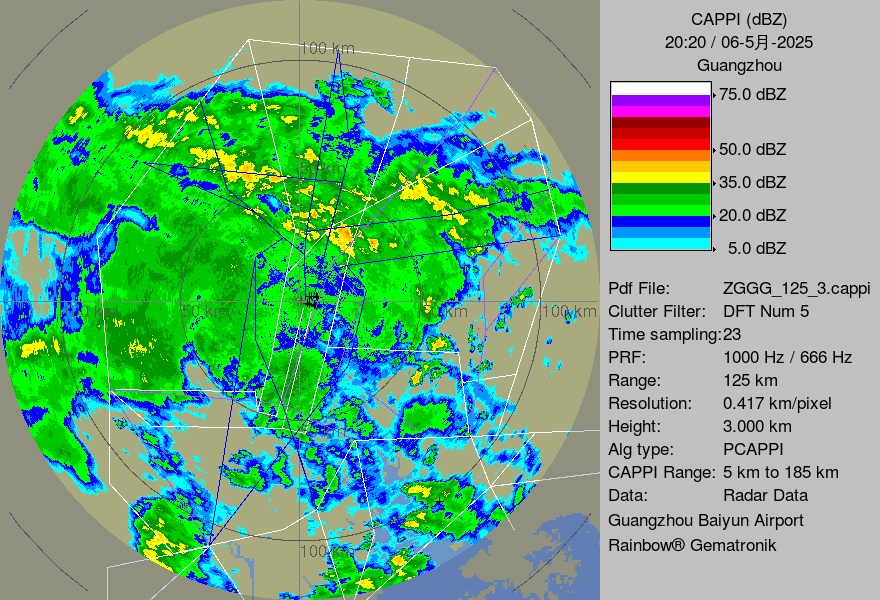 CAPPI (dBZ)
20:20 / 06-5月-2025
Guangzhou
75.0 dBZ
50.0 dBZ
35.0 dBZ
20.0 dBZ
5.0 dBZ
Pdf File: ZGGG_125_3.cappi
Clutter Filter: DFT Num 5
Time sampling:23
PRF: 1000 Hz / 666 Hz
Range: 125 km
Resolution: 0.417 km/pixel
Height: 3.000 km
Alg type: PCAPPI
CAPPI Range: 5 km to 185 km
Data: Radar Data
Guangzhou Baiyun Airport
Rainbow® Gematronik
100 km
50 km
100 km
100 km